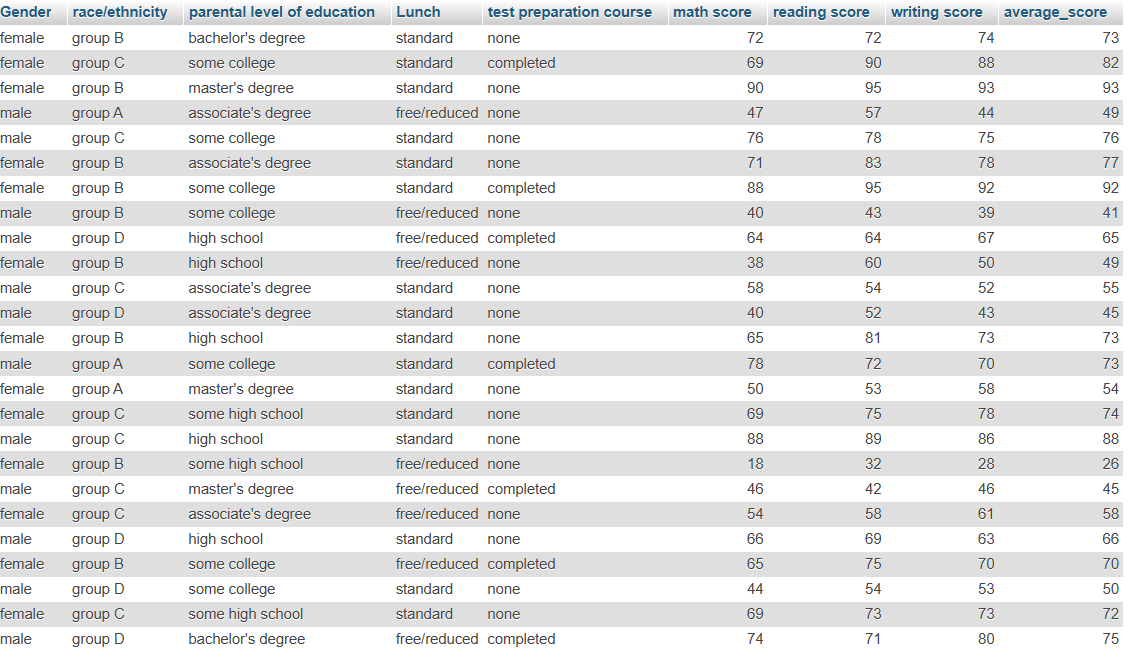 Gender race/ethnicity parental level of education Lunch test preparation course math score reading score writing score average_score
female group B bachelor's degree standard none 72 72 74 73
female group C some college standard completed 69 90 88 82
female group B master's degree standard none 90 95 93 93
male group A associate's degree free/reduced none 47 57 44 49
male group C some college standard none 76 78 75 76
female group B associate's degree standard none 71 83 78 77
female group B some college standard completed 88 95 92 92
male group B some college free/reduced none 40 43 39 41
male group D high school free/reduced completed 64 64 67 65
female group B high school free/reduced none 38 60 50 49
male group C associate's degree standard none 58 54 52 55
male group D associate's degree standard none 40 52 43 45
female group B high school standard none 65 81 73 73
male group A some college standard completed 78 72 70 73
female group A master's degree standard none 50 53 58 54
female group C some high school standard none 69 75 78 74
male group C high school standard none 88 89 86 88
female group B some high school free/reduced none 18 32 28 26
male group C master's degree free/reduced completed 46 42 46 45
female group C associate's degree free/reduced none 54 58 61 58
male group D high school standard none 66 69 63 66
female group B some college free/reduced completed 65 75 70 70
male group D some college standard none 44 54 53 50
female group C some high school standard none 69 73 73 72
male group D bachelor's degree free/reduced completed 74 71 80 75